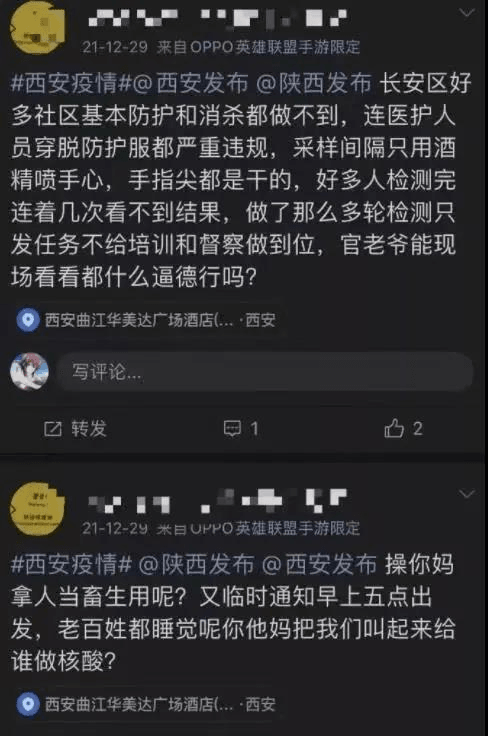 21-12-29 来自OPPO英雄联盟手游限定
#西安疫情#@西安发布 @陕西发布 长安区好
多社区基本防护和消杀都做不到，连医护人
员穿脱防护服都严重违规，采样间隔只用酒
精喷手心，手指尖都是干的，好多人检测完
连着几次看不到结果，做了那么多轮检测只
发任务不给培训和督察做到位，官老爷能现
场看看都什么逼德行吗？
西安曲江华美达广场酒店(... ·西安
写评论...
转发 1 2
21-12-29 来自OPPO英雄联盟手游限定
#西安疫情# @陕西发布 @西安发布 操你妈
拿人当畜生用呢？又临时通知早上五点出
发，老百姓都睡觉呢你他妈把我们叫起来给
谁做核酸？
西安曲江华美达广场酒店(... ·西安